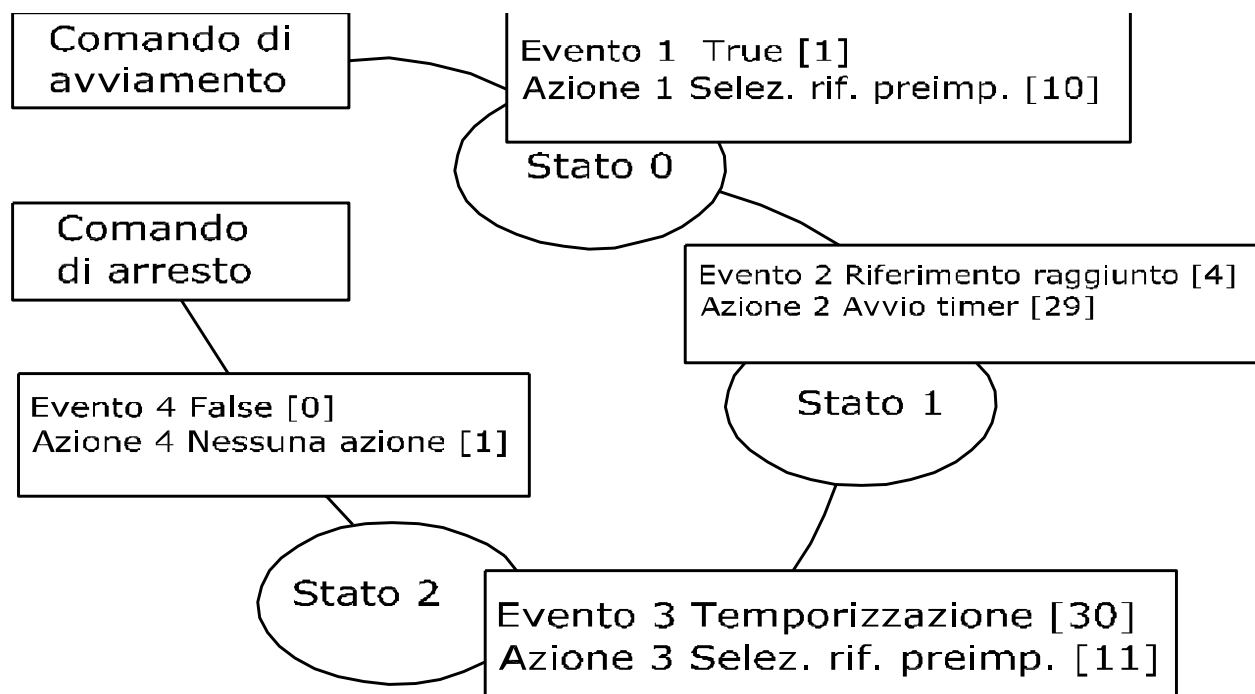 Comando di
avviamento
Evento 1 True [1]
Azione 1 Selez. rif. preimp. [10]
Stato 0
Comando
di arresto
Evento 2 Riferimento raggiunto [4]
Azione 2 Avvio timer [29]
Stato 1
Evento 4 False [0]
Azione 4 Nessuna azione [1]
Stato 2
Evento 3 Temporizzazione [30]
Azione 3 Selez. rif. preimp. [11]